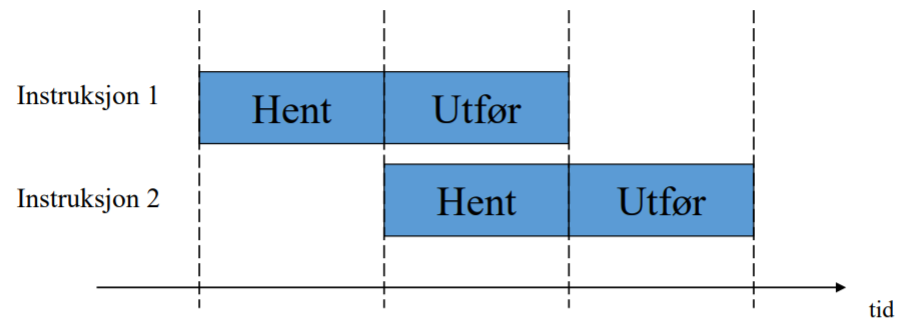 Instruksjon 1
Hent
Utfør
Instruksjon 2
Hent
Utfør
tid